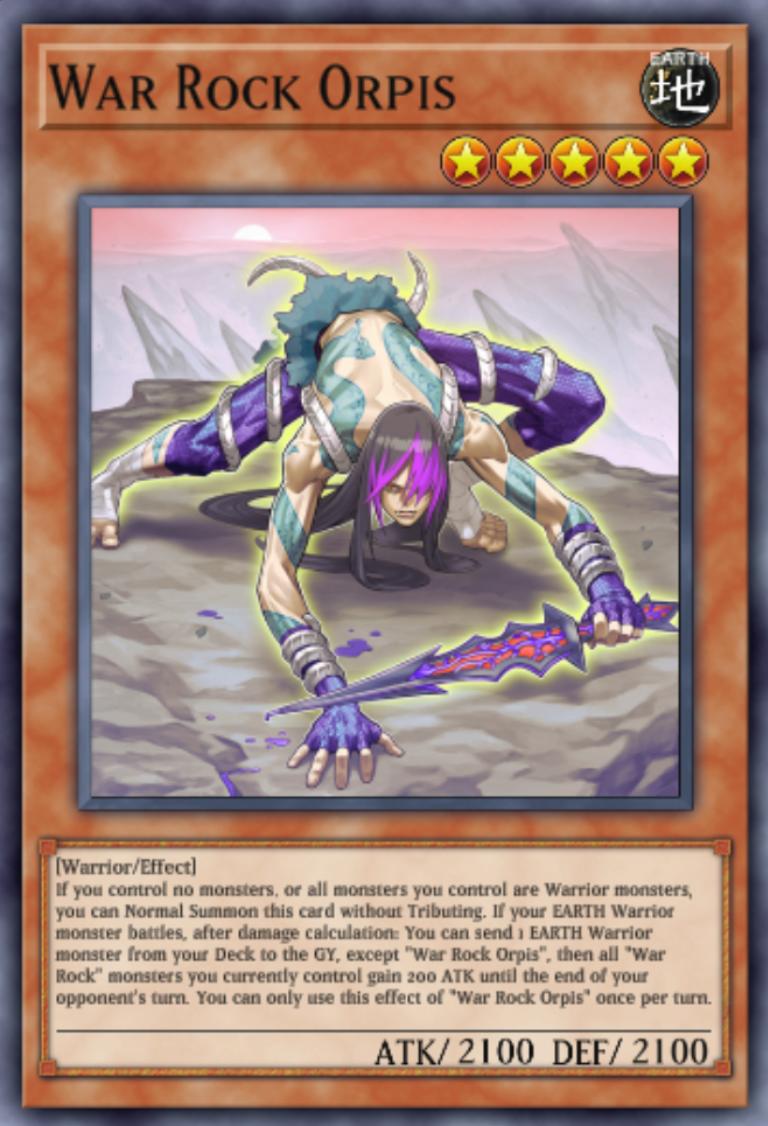 War Rock Orpis
EARTH
地
[Warrior/Effect]
If you control no monsters, or all monsters you control are Warrior monsters,
you can Normal Summon this card without Tributing. If your EARTH Warrior
monster battles, after damage calculation: You can send 1 EARTH Warrior
monster from your Deck to the GY, except "War Rock Orpis", then all "War
Rock" monsters you currently control gain 200 ATK until the end of your
opponent's turn. You can only use this effect of "War Rock Orpis" once per turn.
ATK/ 2100 DEF/ 2100